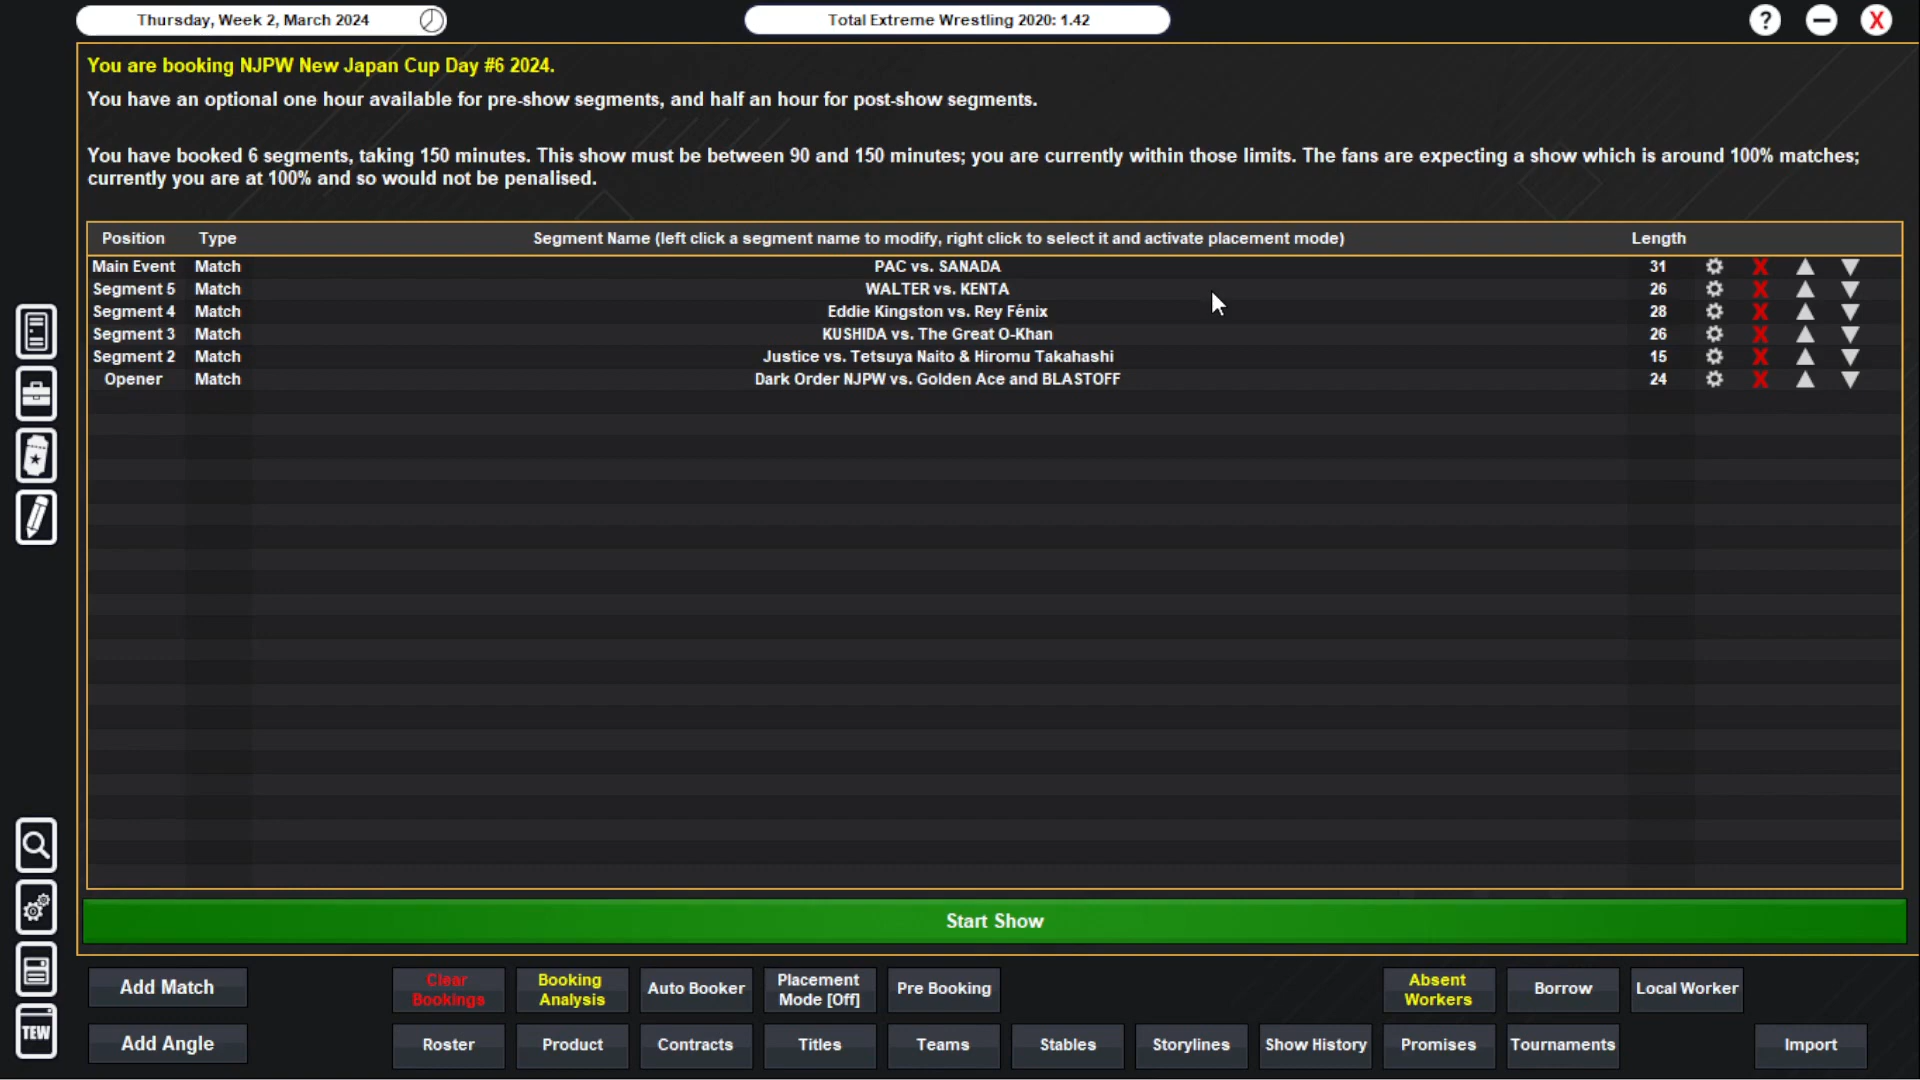 Thursday, Week 2, March 2024
Total Extreme Wrestling 2020: 1.42
?
X
You are booking NJPW New Japan Cup Day #6 2024.
You have an optional one hour available for pre-show segments, and half an hour for post-show segments.
You have booked 6 segments, taking 150 minutes. This show must be between 90 and 150 minutes; you are currently within those limits. The fans are expecting a show which is around 100% matches;
currently you are at 100% and so would not be penalised.
Position Type Segment Name (left click a segment name to modify, right click to select it and activate placement mode) Length
Main Event Match PAC vs. SANADA 31 X
Segment 5 Match WALTER vs. KENTA 26 X
Segment 4 Match Eddie Kingston vs. Rey Fénix 28 X
Segment 3 Match KUSHIDA vs. The Great O-Khan 26 X
Segment 2 Match Justice vs. Tetsuya Naito & Hiromu Takahashi 15 X
Opener Match Dark Order NJPW vs. Golden Ace and BLASTOFF 24 X
Start Show
Add Match
Clear Bookings
Booking Analysis
Auto Booker
Placement Mode [Off]
Pre Booking
Absent Workers
Borrow
Local Worker
TEW
Add Angle
Roster
Product
Contracts
Titles
Teams
Stables
Storylines
Show History
Promises
Tournaments
Import